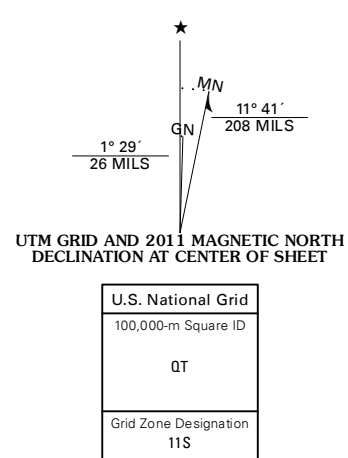 ★
MN
11° 41´
208 MILS
GN
1° 29´
26 MILS
UTM GRID AND 2011 MAGNETIC NORTH
DECLINATION AT CENTER OF SHEET
U.S. National Grid
100,000-m Square ID
QT
Grid Zone Designation
11S